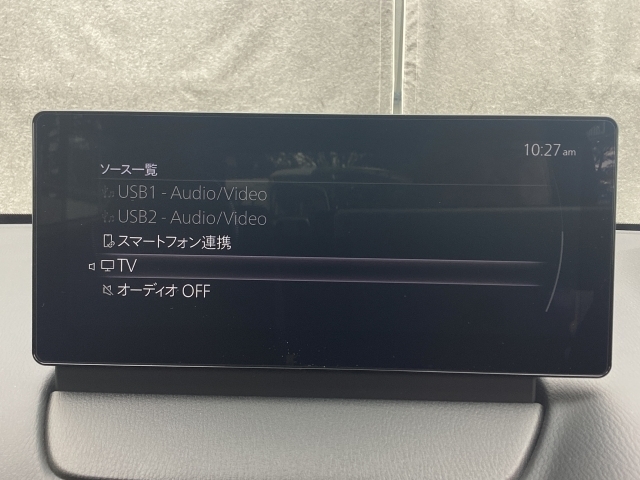 10:27 am
ソース一覧
USB1 - Audio/Video
USB2 - Audio/Video
スマートフォン連携
TV
オーディオ OFF